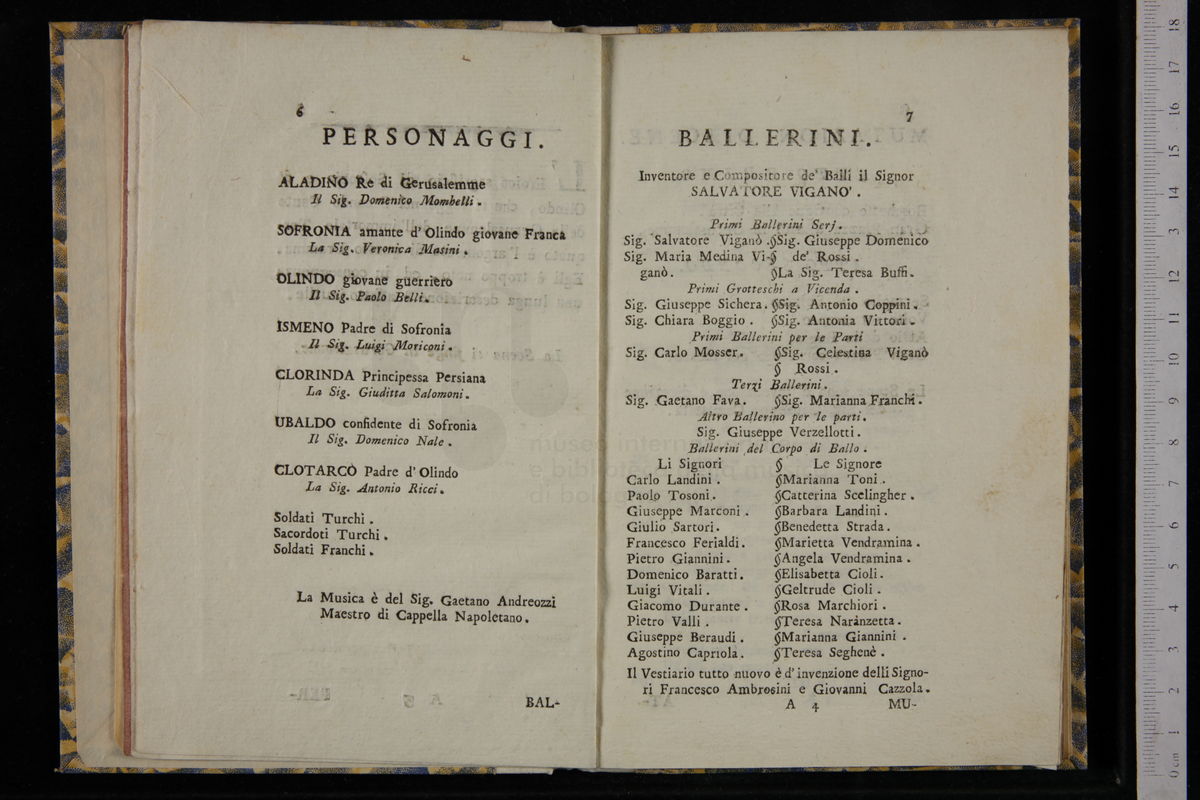 6
PERSONAGGI.
ALADINO Re di Gerusalemme
Il Sig. Domenico Mombelli.
SOFRONIA amante d' Olindo giovane Franca
La Sig. Veronica Masini.
OLINDO giovane guerriero
Il Sig. Paolo Belli.
ISMENO Padre di Sofronia
Il Sig. Luigi Moriconi.
CLORINDA Principessa Persiana
La Sig. Giuditta Salomoni.
UBALDO confidente di Sofronia
Il Sig. Domenico Nale.
CLOTARCO Padre d' Olindo
La Sig. Antonio Ricci.
Soldati Turchi.
Sacordoti Turchi.
Soldati Franchi.
La Musica è del Sig. Gaetano Andreozzi
Maestro di Cappella Napoletano.
BAL-
7
BALLERINI.
Inventore e Compositore de' Balli il Signor
SALVATORE VIGANO'.
Primi Ballerini Serj.
Sig. Salvatore Viganò. §Sig. Giuseppe Domenico
Sig. Maria Medina Vi-§ de' Rossi.
ganò. §La Sig. Teresa Buffi.
Primi Grotteschi a Vicenda.
Sig. Giuseppe Sichera. §Sig. Antonio Coppini.
Sig. Chiara Boggio. §Sig. Antonia Vittori.
Primi Ballerini per le Parti
Sig. Carlo Mosser. §Sig. Celestina Viganò
§ Rossi.
Terzi Ballerini.
Sig. Gaetano Fava. §Sig. Marianna Franchi.
Altro Ballerino per le parti.
Sig. Giuseppe Verzellotti.
Ballerini del Corpo di Ballo.
Li Signori § Le Signore
Carlo Landini. §Marianna Toni.
Paolo Tosoni. §Catterina Scelingher.
Giuseppe Marconi. §Barbara Landini.
Giulio Sartori. §Benedetta Strada.
Francesco Ferialdi. §Marietta Vendramina.
Pietro Giannini. §Angela Vendramina.
Domenico Baratti. §Elisabetta Cioli.
Luigi Vitali. §Geltrude Cioli.
Giacomo Durante. §Rosa Marchiori.
Pietro Valli. §Teresa Naranzetta.
Giuseppe Beraudi. §Marianna Giannini.
Agostino Capriola. §Teresa Seghenè.
Il Vestiario tutto nuovo è d' invenzione delli Signo-
ri Francesco Ambrosini e Giovanni Cazzola.
A 4 MU-